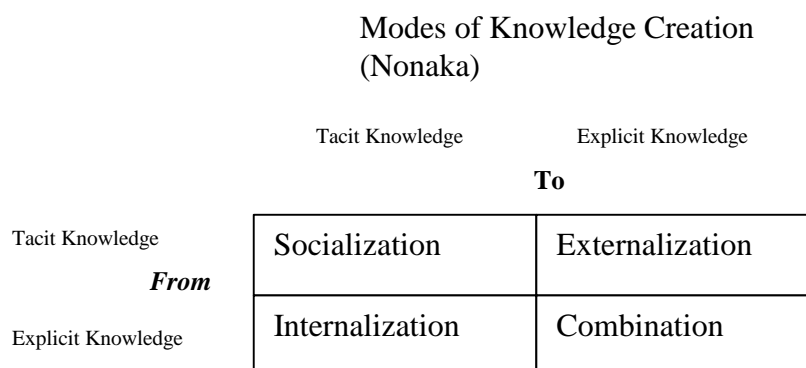 Modes of Knowledge Creation
(Nonaka)
Tacit Knowledge Explicit Knowledge
To
Tacit Knowledge
Socialization Externalization
From
Internalization Combination
Explicit Knowledge